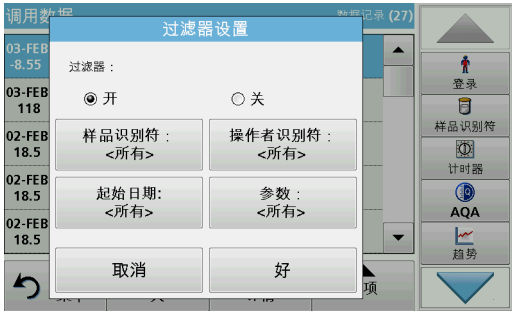 调用数据
数据记录 (27)
过滤器设置
过滤器：
开
关
样品识别符：
<所有>
操作者识别符：
<所有>
起始日期:
<所有>
参数：
<所有>
取消
好
03-FEB
-8.55
03-FEB
118
02-FEB
18.5
02-FEB
18.5
02-FEB
18.5
项
登录
样品识别符
计时器
AQA
趋势